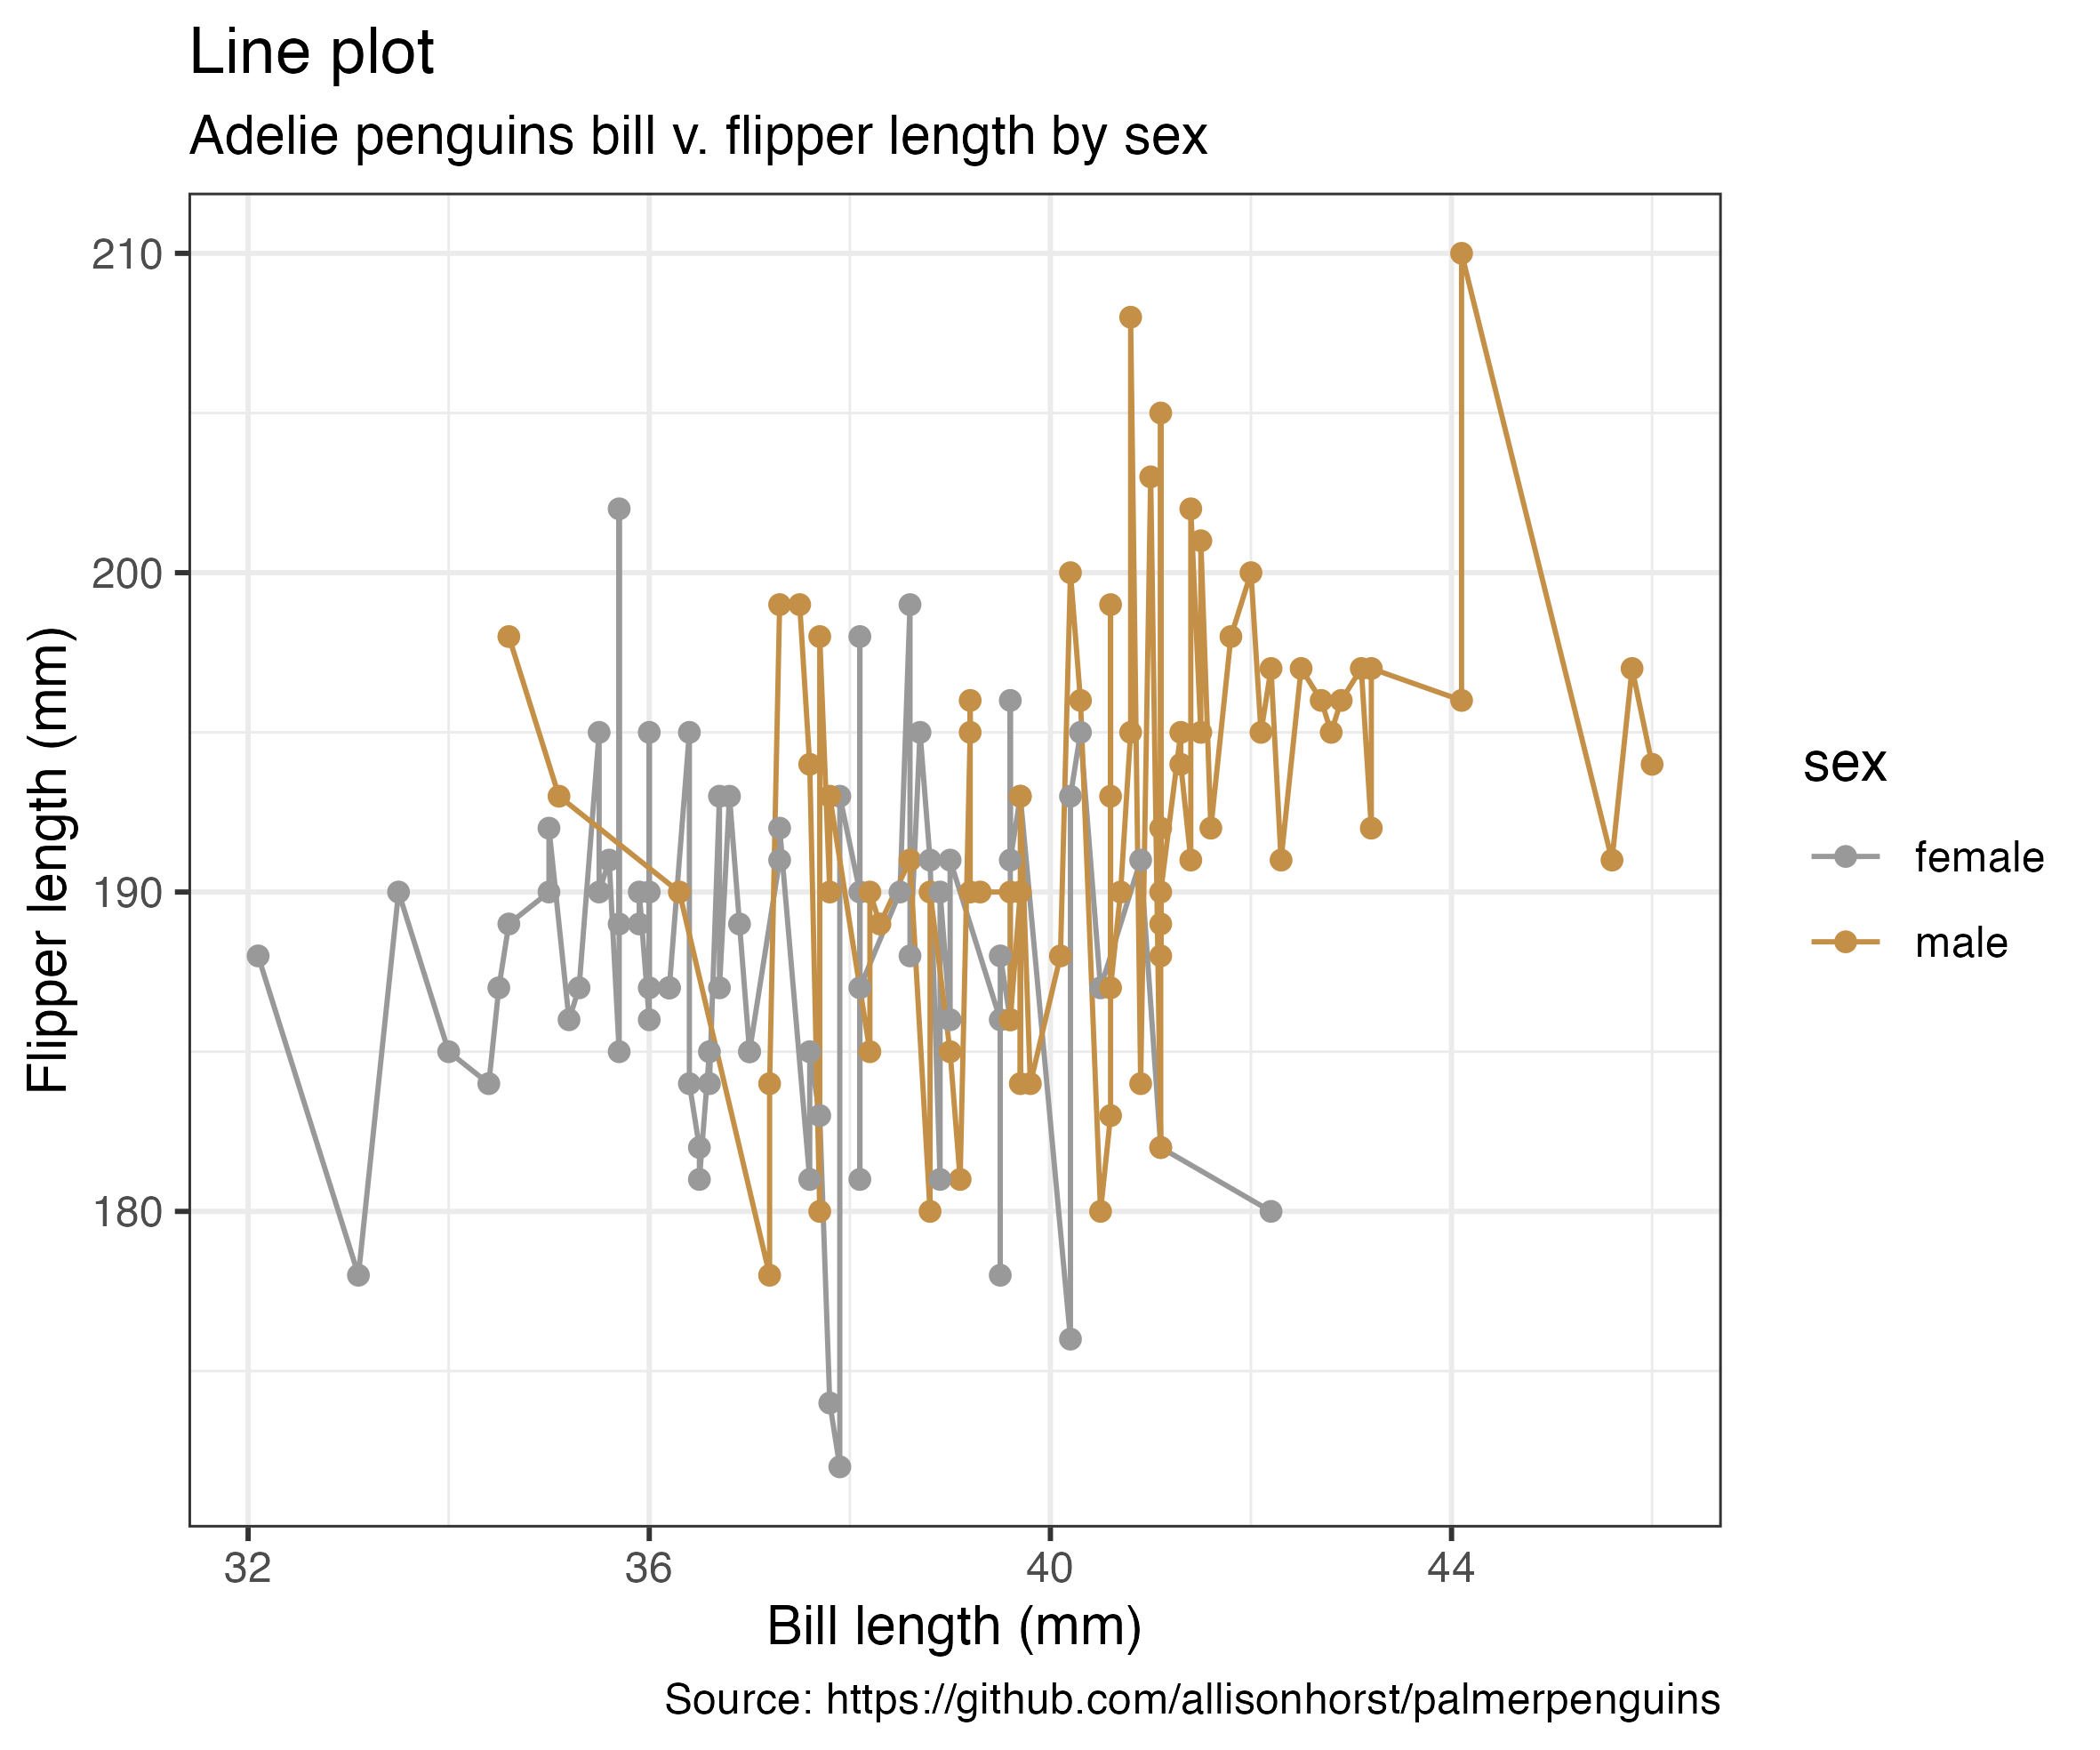 Line plot
Adelie penguins bill v. flipper length by sex
210
200
190
180
Flipper length (mm)
32 36 40 44
Bill length (mm)
sex
female
male
Source: https://github.com/allisonhorst/palmerpenguins